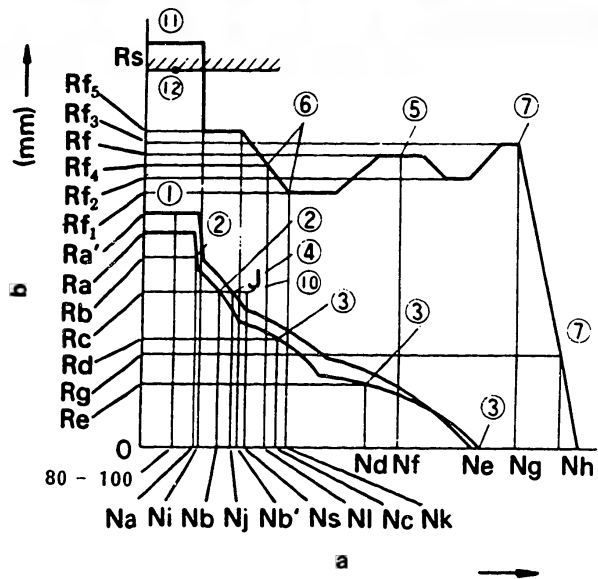 ⑪
Rs
⑫
Rf5
Rf3
Rf
Rf4
Rf2
Rf1
Ra'
Ra
Rb
Rc
Rd
Rg
Re
0
(mm)
b
⑥
⑤
⑦
①
②
②
④
⑩
③
③
③
⑦
80 - 100
Nd Nf Ne Ng Nh
Na Ni Nb Nj Nb' Ns Nl Nc Nk
a